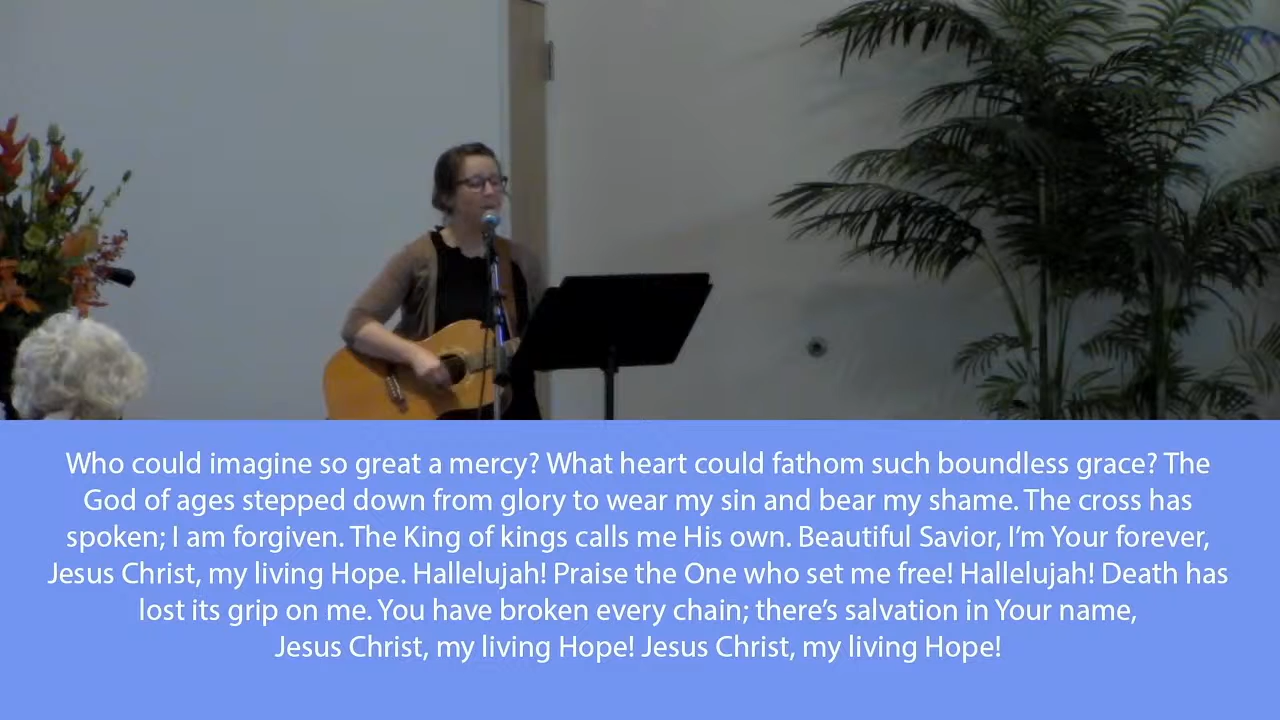 Who could imagine so great a mercy? What heart could fathom such boundless grace? The
God of ages stepped down from glory to wear my sin and bear my shame. The cross has
spoken; I am forgiven. The King of kings calls me His own. Beautiful Savior, I’m Your forever,
Jesus Christ, my living Hope. Hallelujah! Praise the One who set me free! Hallelujah! Death has
lost its grip on me. You have broken every chain; there’s salvation in Your name,
Jesus Christ, my living Hope! Jesus Christ, my living Hope!